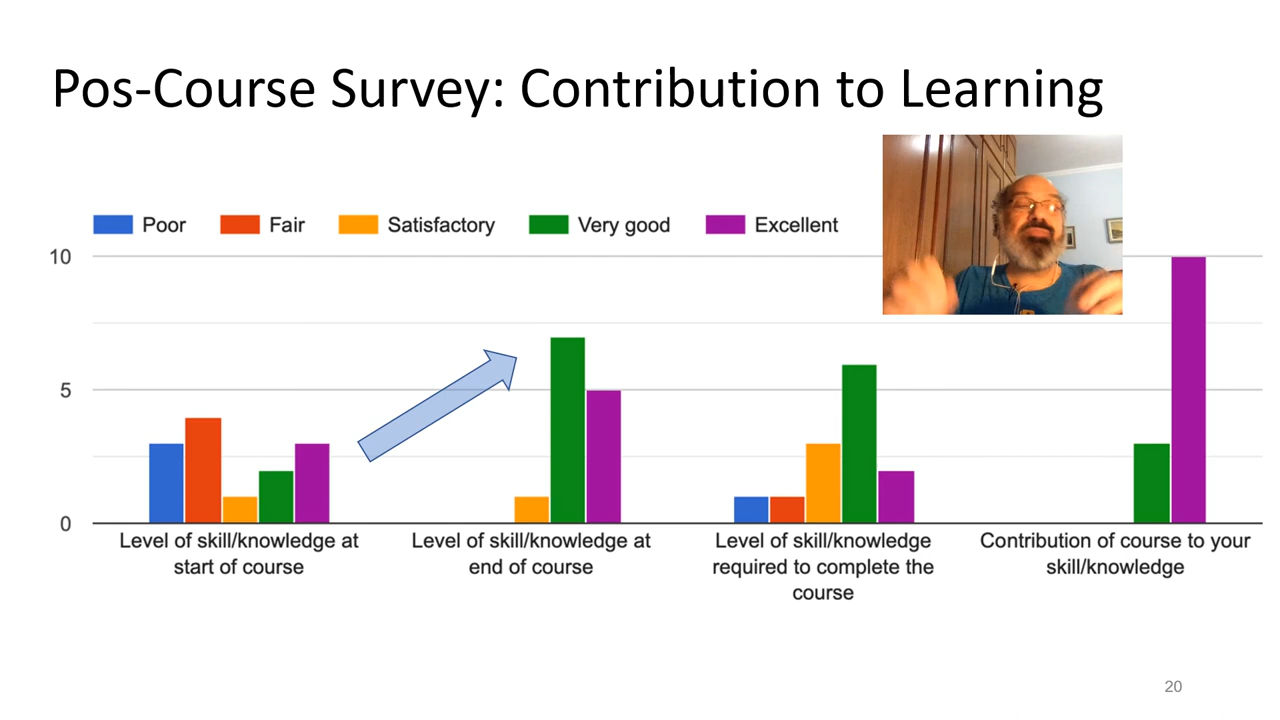 Pos-Course Survey: Contribution to Learning
Poor Fair Satisfactory Very good Excellent
10
5
0
Level of skill/knowledge at
start of course
Level of skill/knowledge at
end of course
Level of skill/knowledge
required to complete the
course
Contribution of course to your
skill/knowledge
20